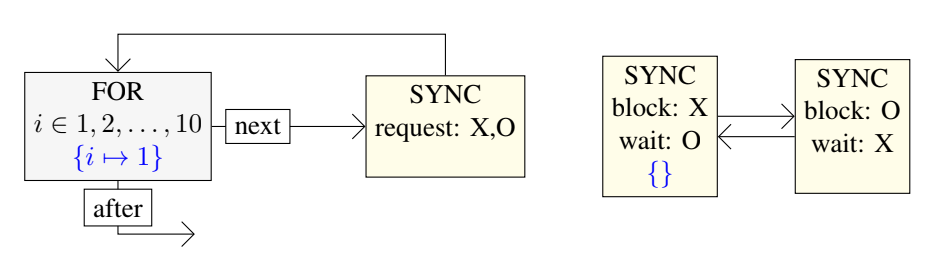 FOR
i ∈ 1, 2, . . . , 10
{i ↦ 1}
next
after
SYNC
request: X,O
SYNC
block: X
wait: O
{}
SYNC
block: O
wait: X